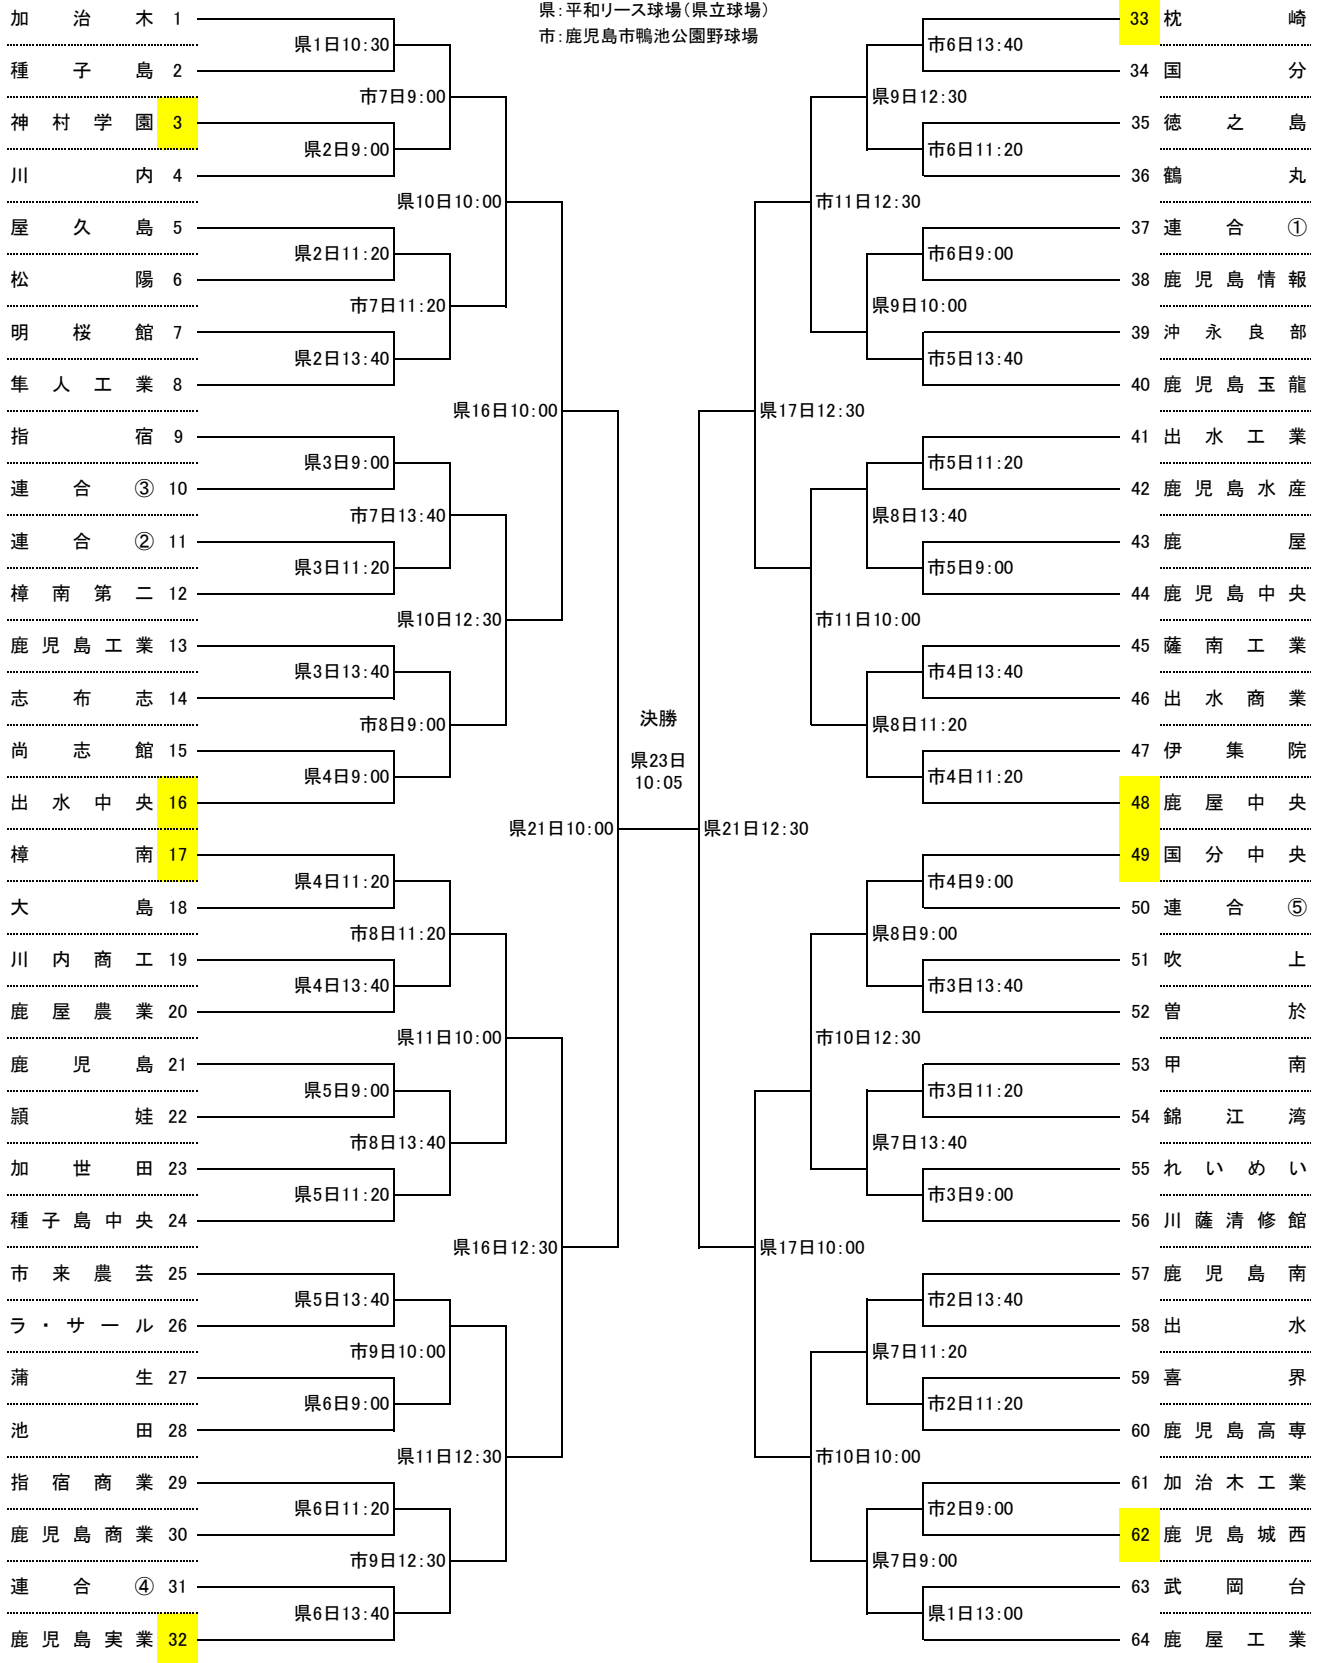 県：平和リース球場（県立球場）
市：鹿児島市鴨池公園野球場
加治木 1
県1日10:30
種子島 2
市7日9:00
神村学園 3
県2日9:00
川内 4
県10日10:00
屋久島 5
県2日11:20
松陽 6
市7日11:20
明桜館 7
県2日13:40
隼人工業 8
県16日10:00
指宿 9
県3日9:00
連合③ 10
市7日13:40
連合② 11
県3日11:20
樟南第二 12
県10日12:30
鹿児島工業 13
県3日13:40
志布志 14
市8日9:00
尚志館 15
県4日9:00
出水中央 16
県21日10:00
樟南 17
県4日11:20
大島 18
市8日11:20
川内商工 19
県4日13:40
鹿屋農業 20
県11日10:00
鹿児島 21
県5日9:00
頴娃 22
市8日13:40
加世田 23
県5日11:20
種子島中央 24
県16日12:30
市来農芸 25
県5日13:40
ラ・サール 26
市9日10:00
蒲生 27
県6日9:00
池田 28
県11日12:30
指宿商業 29
県6日11:20
鹿児島商業 30
市9日12:30
連合④ 31
県6日13:40
鹿児島実業 32
決勝
県23日
10:05
33 枕崎
市6日13:40
34 国分
県9日12:30
35 徳之島
市6日11:20
36 鶴丸
市11日12:30
37 連合①
市6日9:00
38 鹿児島情報
県9日10:00
39 沖永良部
市5日13:40
40 鹿児島玉龍
県17日12:30
41 出水工業
市5日11:20
42 鹿児島水産
県8日13:40
43 鹿屋
市5日9:00
44 鹿児島中央
市11日10:00
45 薩南工業
市4日13:40
46 出水商業
県8日11:20
47 伊集院
市4日11:20
48 鹿屋中央
県21日12:30
49 国分中央
市4日9:00
50 連合⑤
県8日9:00
51 吹上
市3日13:40
52 曽於
市10日12:30
53 甲南
市3日11:20
54 錦江湾
県7日13:40
55 れいめい
市3日9:00
56 川薩清修館
県17日10:00
57 鹿児島南
市2日13:40
58 出水
県7日11:20
59 喜界
市2日11:20
60 鹿児島高専
市10日10:00
61 加治木工業
市2日9:00
62 鹿児島城西
県7日9:00
63 武岡台
県1日13:00
64 鹿屋工業